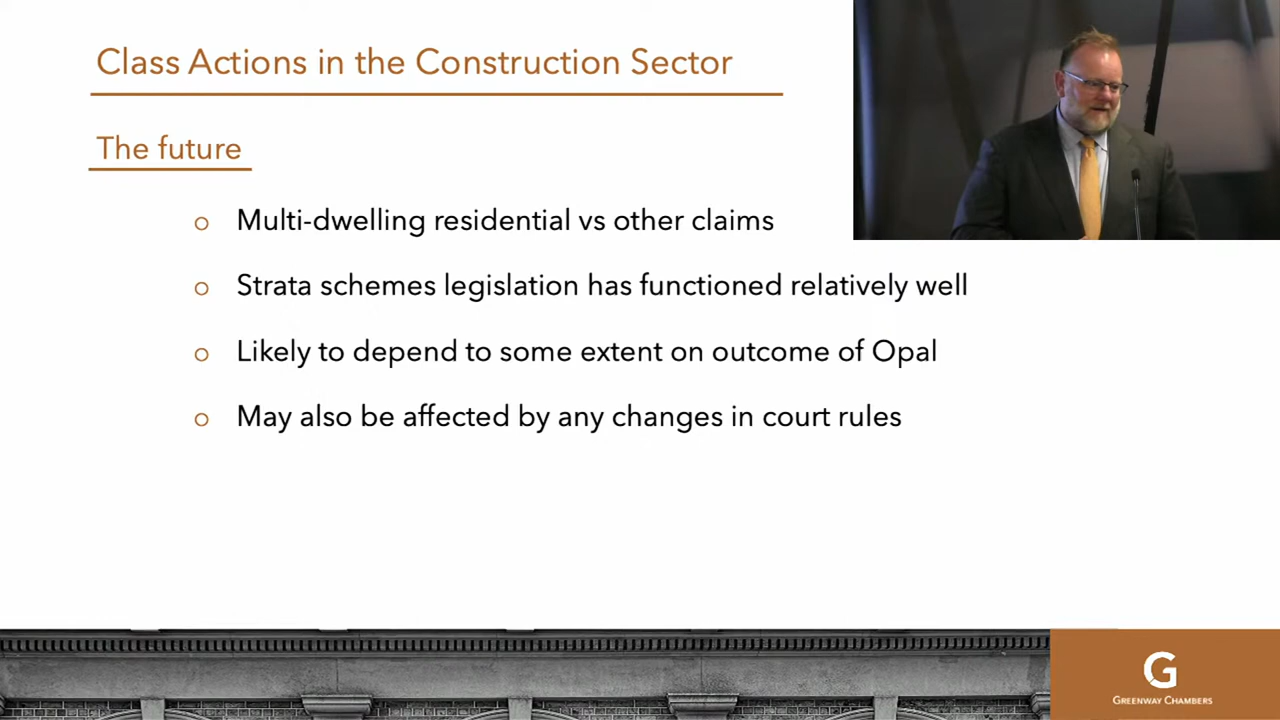 Class Actions in the Construction Sector
The future
o Multi-dwelling residential vs other claims
o Strata schemes legislation has functioned relatively well
o Likely to depend to some extent on outcome of Opal
o May also be affected by any changes in court rules
G
GREENWAY CHAMBERS